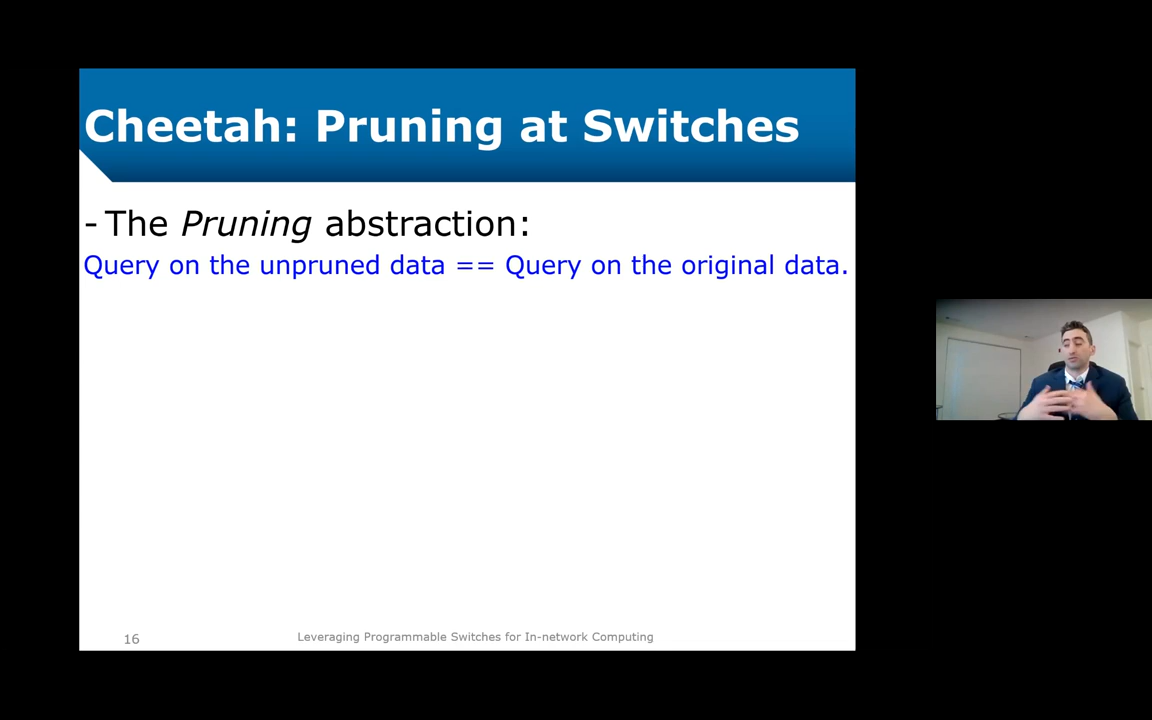 Cheetah: Pruning at Switches
- The Pruning abstraction:
Query on the unpruned data == Query on the original data.
16
Leveraging Programmable Switches for In-network Computing